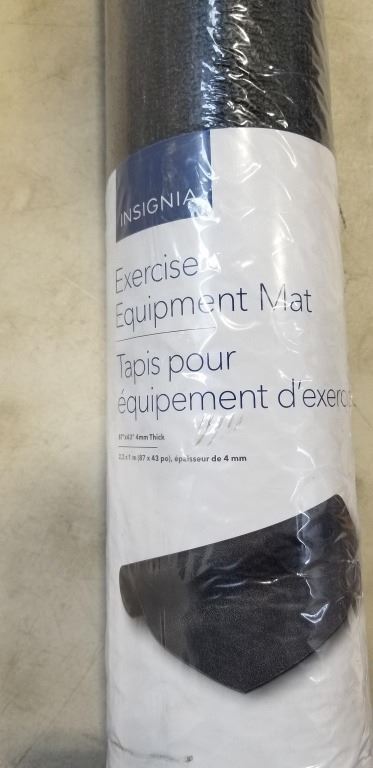 INSIGNIA
Exercise
Equipment Mat
Tapis pour
équipement d'exerc
87"x43" 4mm Thick
2,2 x 1 m (87 x 43 po), épaisseur de 4 mm